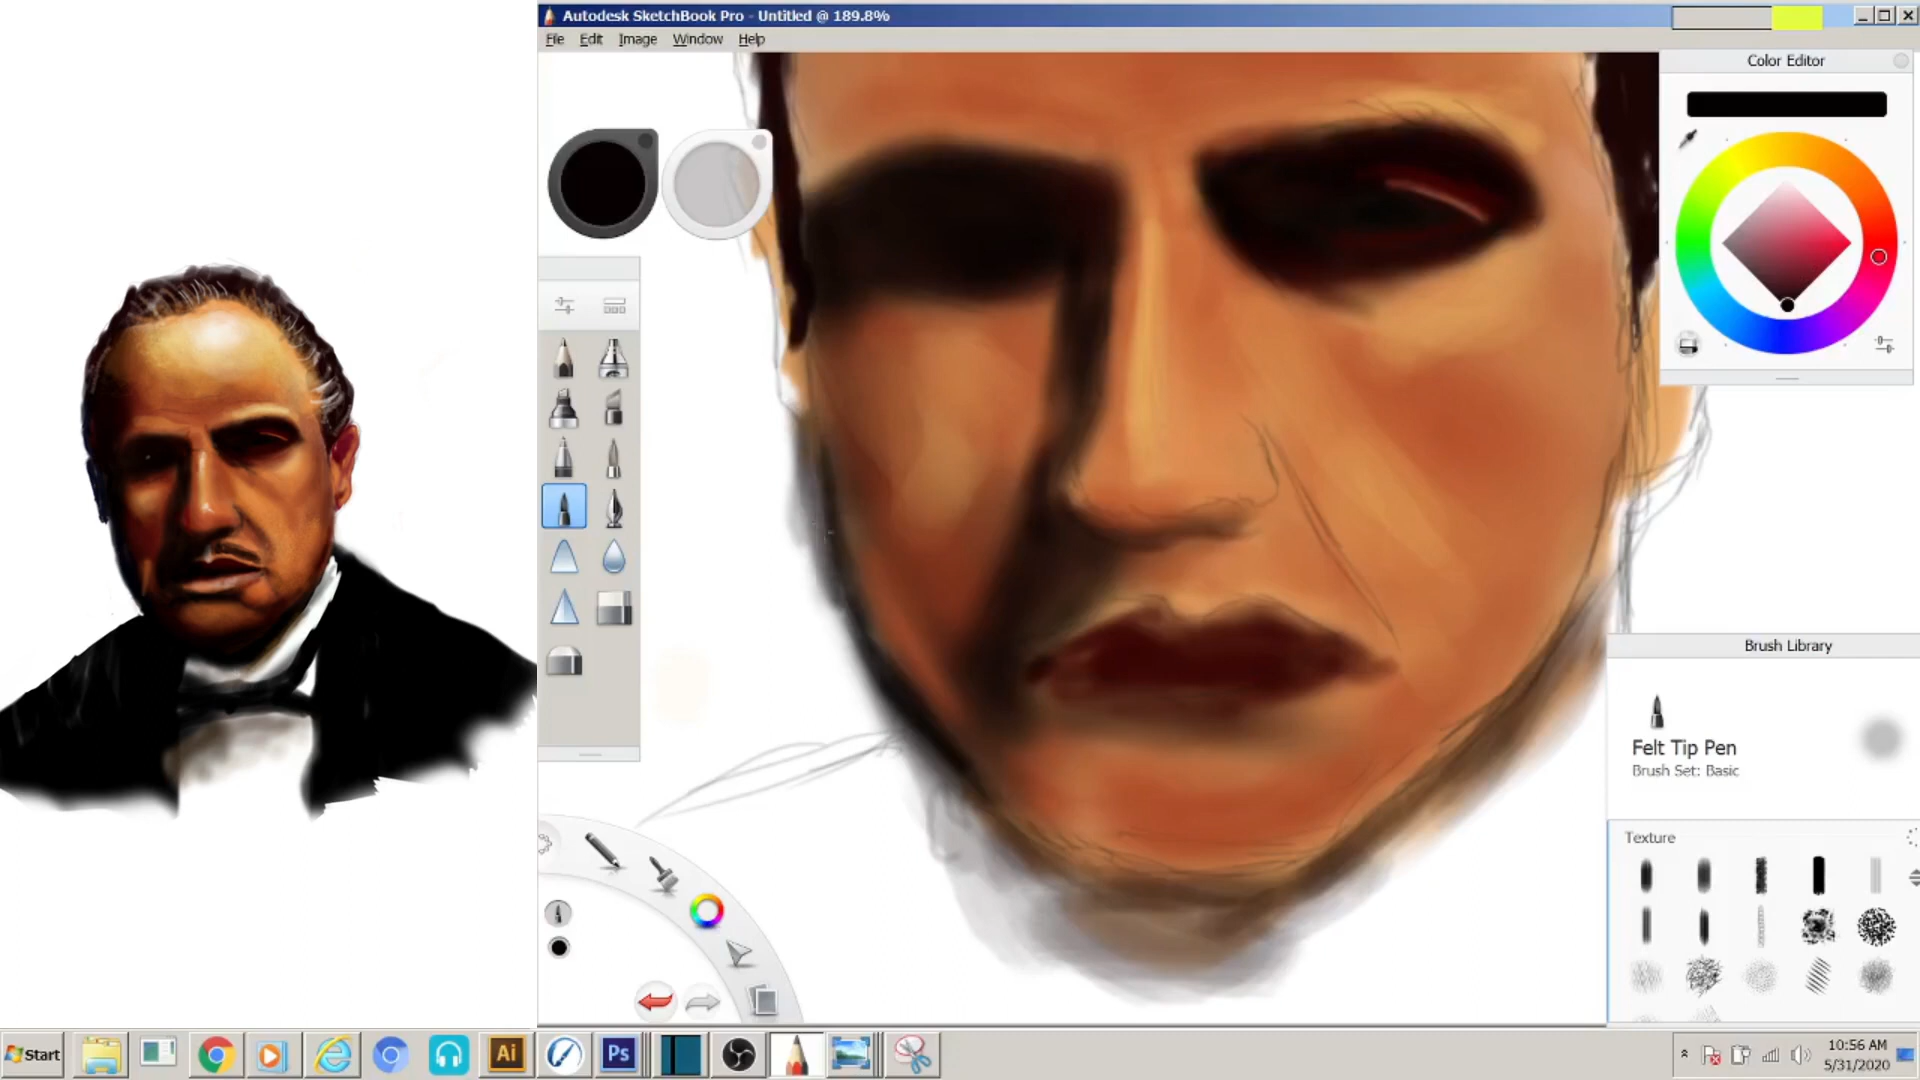 Autodesk SketchBook Pro - Untitled @ 189.8%
File Edit Image Window Help
Color Editor
Brush Library
Felt Tip Pen
Brush Set: Basic
Texture
Start
Ai
Ps
10:56 AM
5/31/2020